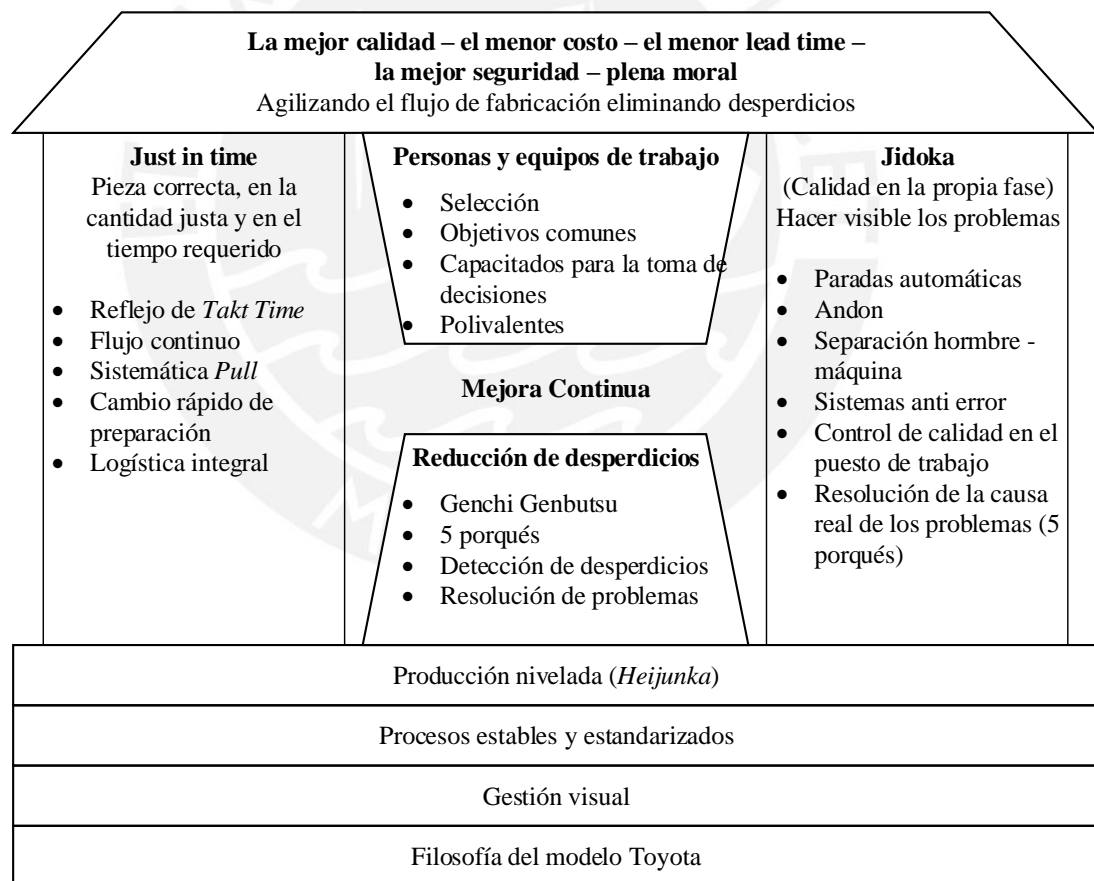 La mejor calidad – el menor costo – el menor lead time –
la mejor seguridad – plena moral
Agilizando el flujo de fabricación eliminando desperdicios
Just in time
Pieza correcta, en la
cantidad justa y en el
tiempo requerido
• Reflejo de Takt Time
• Flujo continuo
• Sistemática Pull
• Cambio rápido de
preparación
• Logística integral
Personas y equipos de trabajo
• Selección
• Objetivos comunes
• Capacitados para la toma de
decisiones
• Polivalentes
Mejora Continua
Reducción de desperdicios
• Genchi Genbutsu
• 5 porqués
• Detección de desperdicios
• Resolución de problemas
Jidoka
(Calidad en la propia fase)
Hacer visible los problemas
• Paradas automáticas
• Andon
• Separación hormbre -
máquina
• Sistemas anti error
• Control de calidad en el
puesto de trabajo
• Resolución de la causa
real de los problemas (5
porqués)
Producción nivelada (Heijunka)
Procesos estables y estandarizados
Gestión visual
Filosofía del modelo Toyota